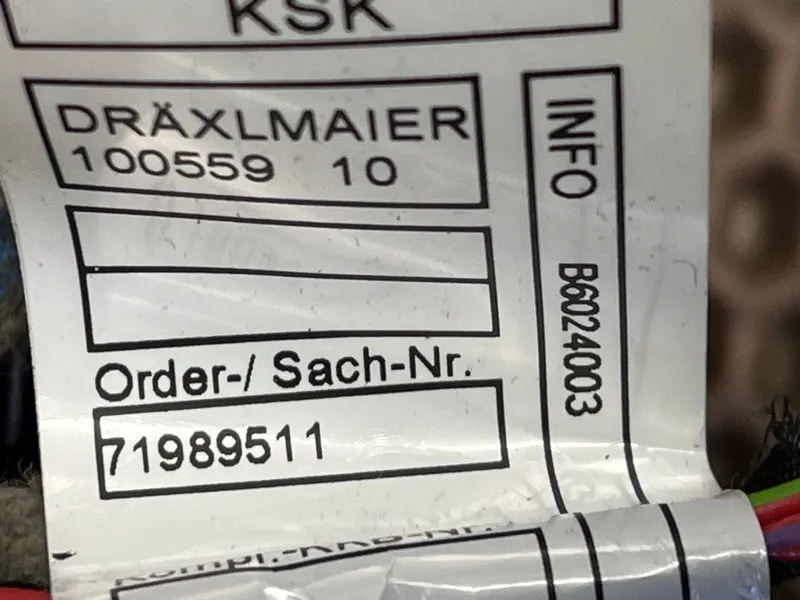 KSK
DRÄXLMAIER
100559 10
INFO B6024003
Order-/ Sach-Nr.
71989511